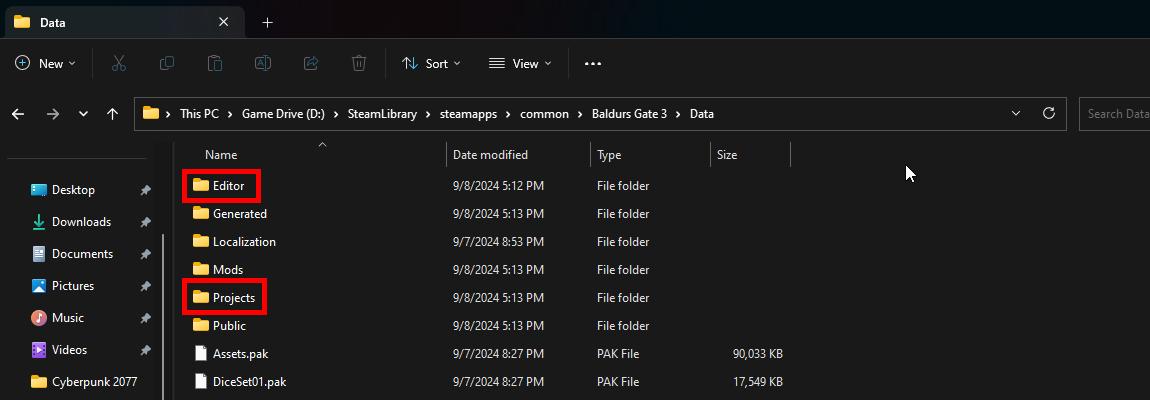 Data
New
Sort
View
This PC > Game Drive (D:) > SteamLibrary > steamapps > common > Baldurs Gate 3 > Data
Search Data
Name Date modified Type Size
Desktop
Downloads
Documents
Pictures
Music
Videos
Cyberpunk 2077
Editor 9/8/2024 5:12 PM File folder
Generated 9/8/2024 5:13 PM File folder
Localization 9/7/2024 8:53 PM File folder
Mods 9/8/2024 5:13 PM File folder
Projects 9/8/2024 5:13 PM File folder
Public 9/8/2024 5:13 PM File folder
Assets.pak 9/7/2024 8:27 PM PAK File 90,033 KB
DiceSet01.pak 9/7/2024 8:27 PM PAK File 17,549 KB